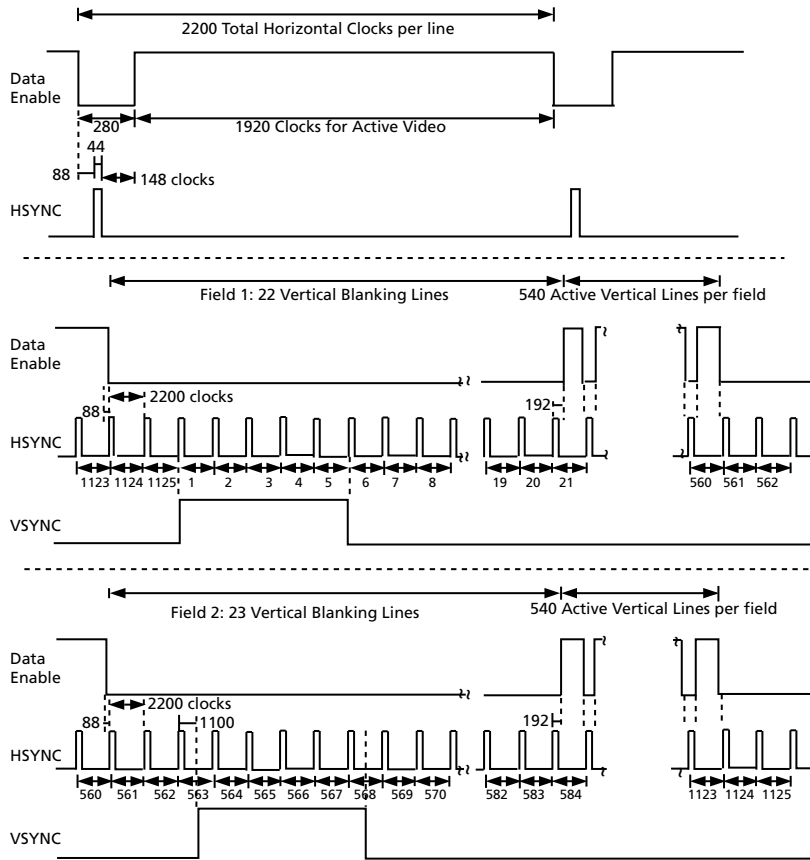 2200 Total Horizontal Clocks per line
Data
Enable
280
1920 Clocks for Active Video
44
88
148 clocks
HSYNC
Field 1: 22 Vertical Blanking Lines
540 Active Vertical Lines per field
Data
Enable
2200 clocks
88
192
HSYNC
1123 1124 1125 1 2 3 4 5 6 7 8 19 20 21 560 561 562
VSYNC
Field 2: 23 Vertical Blanking Lines
540 Active Vertical Lines per field
Data
Enable
2200 clocks
88
1100
192
HSYNC
560 561 562 563 564 565 566 567 568 569 570 582 583 584 1123 1124 1125
VSYNC